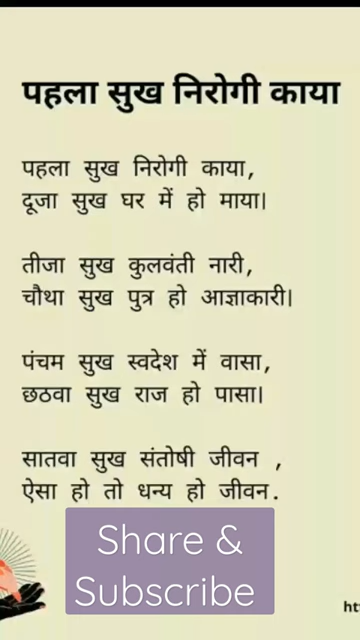 पहला सुख निरोगी काया
पहला सुख निरोगी काया,
दूजा सुख घर में हो माया।
तीजा सुख कुलवंती नारी,
चौथा सुख पुत्र हो आज्ञाकारी।
पंचम सुख स्वदेश में वासा,
छठवा सुख राज हो पासा।
सातवा सुख संतोषी जीवन ,
ऐसा हो तो धन्य हो जीवन.
Share &
Subscribe